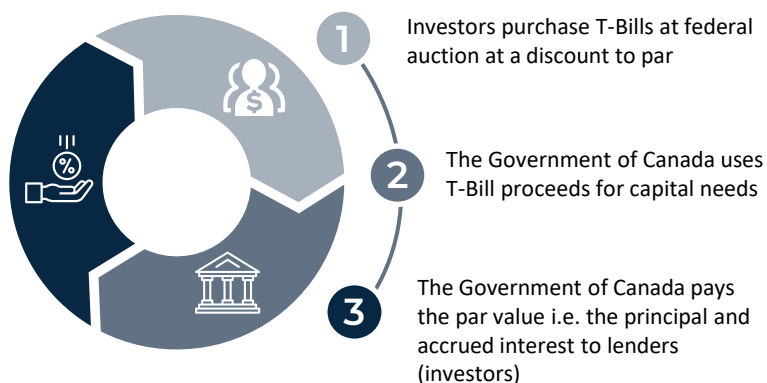 1
Investors purchase T-Bills at federal
auction at a discount to par
2
The Government of Canada uses
T-Bill proceeds for capital needs
3
The Government of Canada pays
the par value i.e. the principal and
accrued interest to lenders
(investors)
$
%